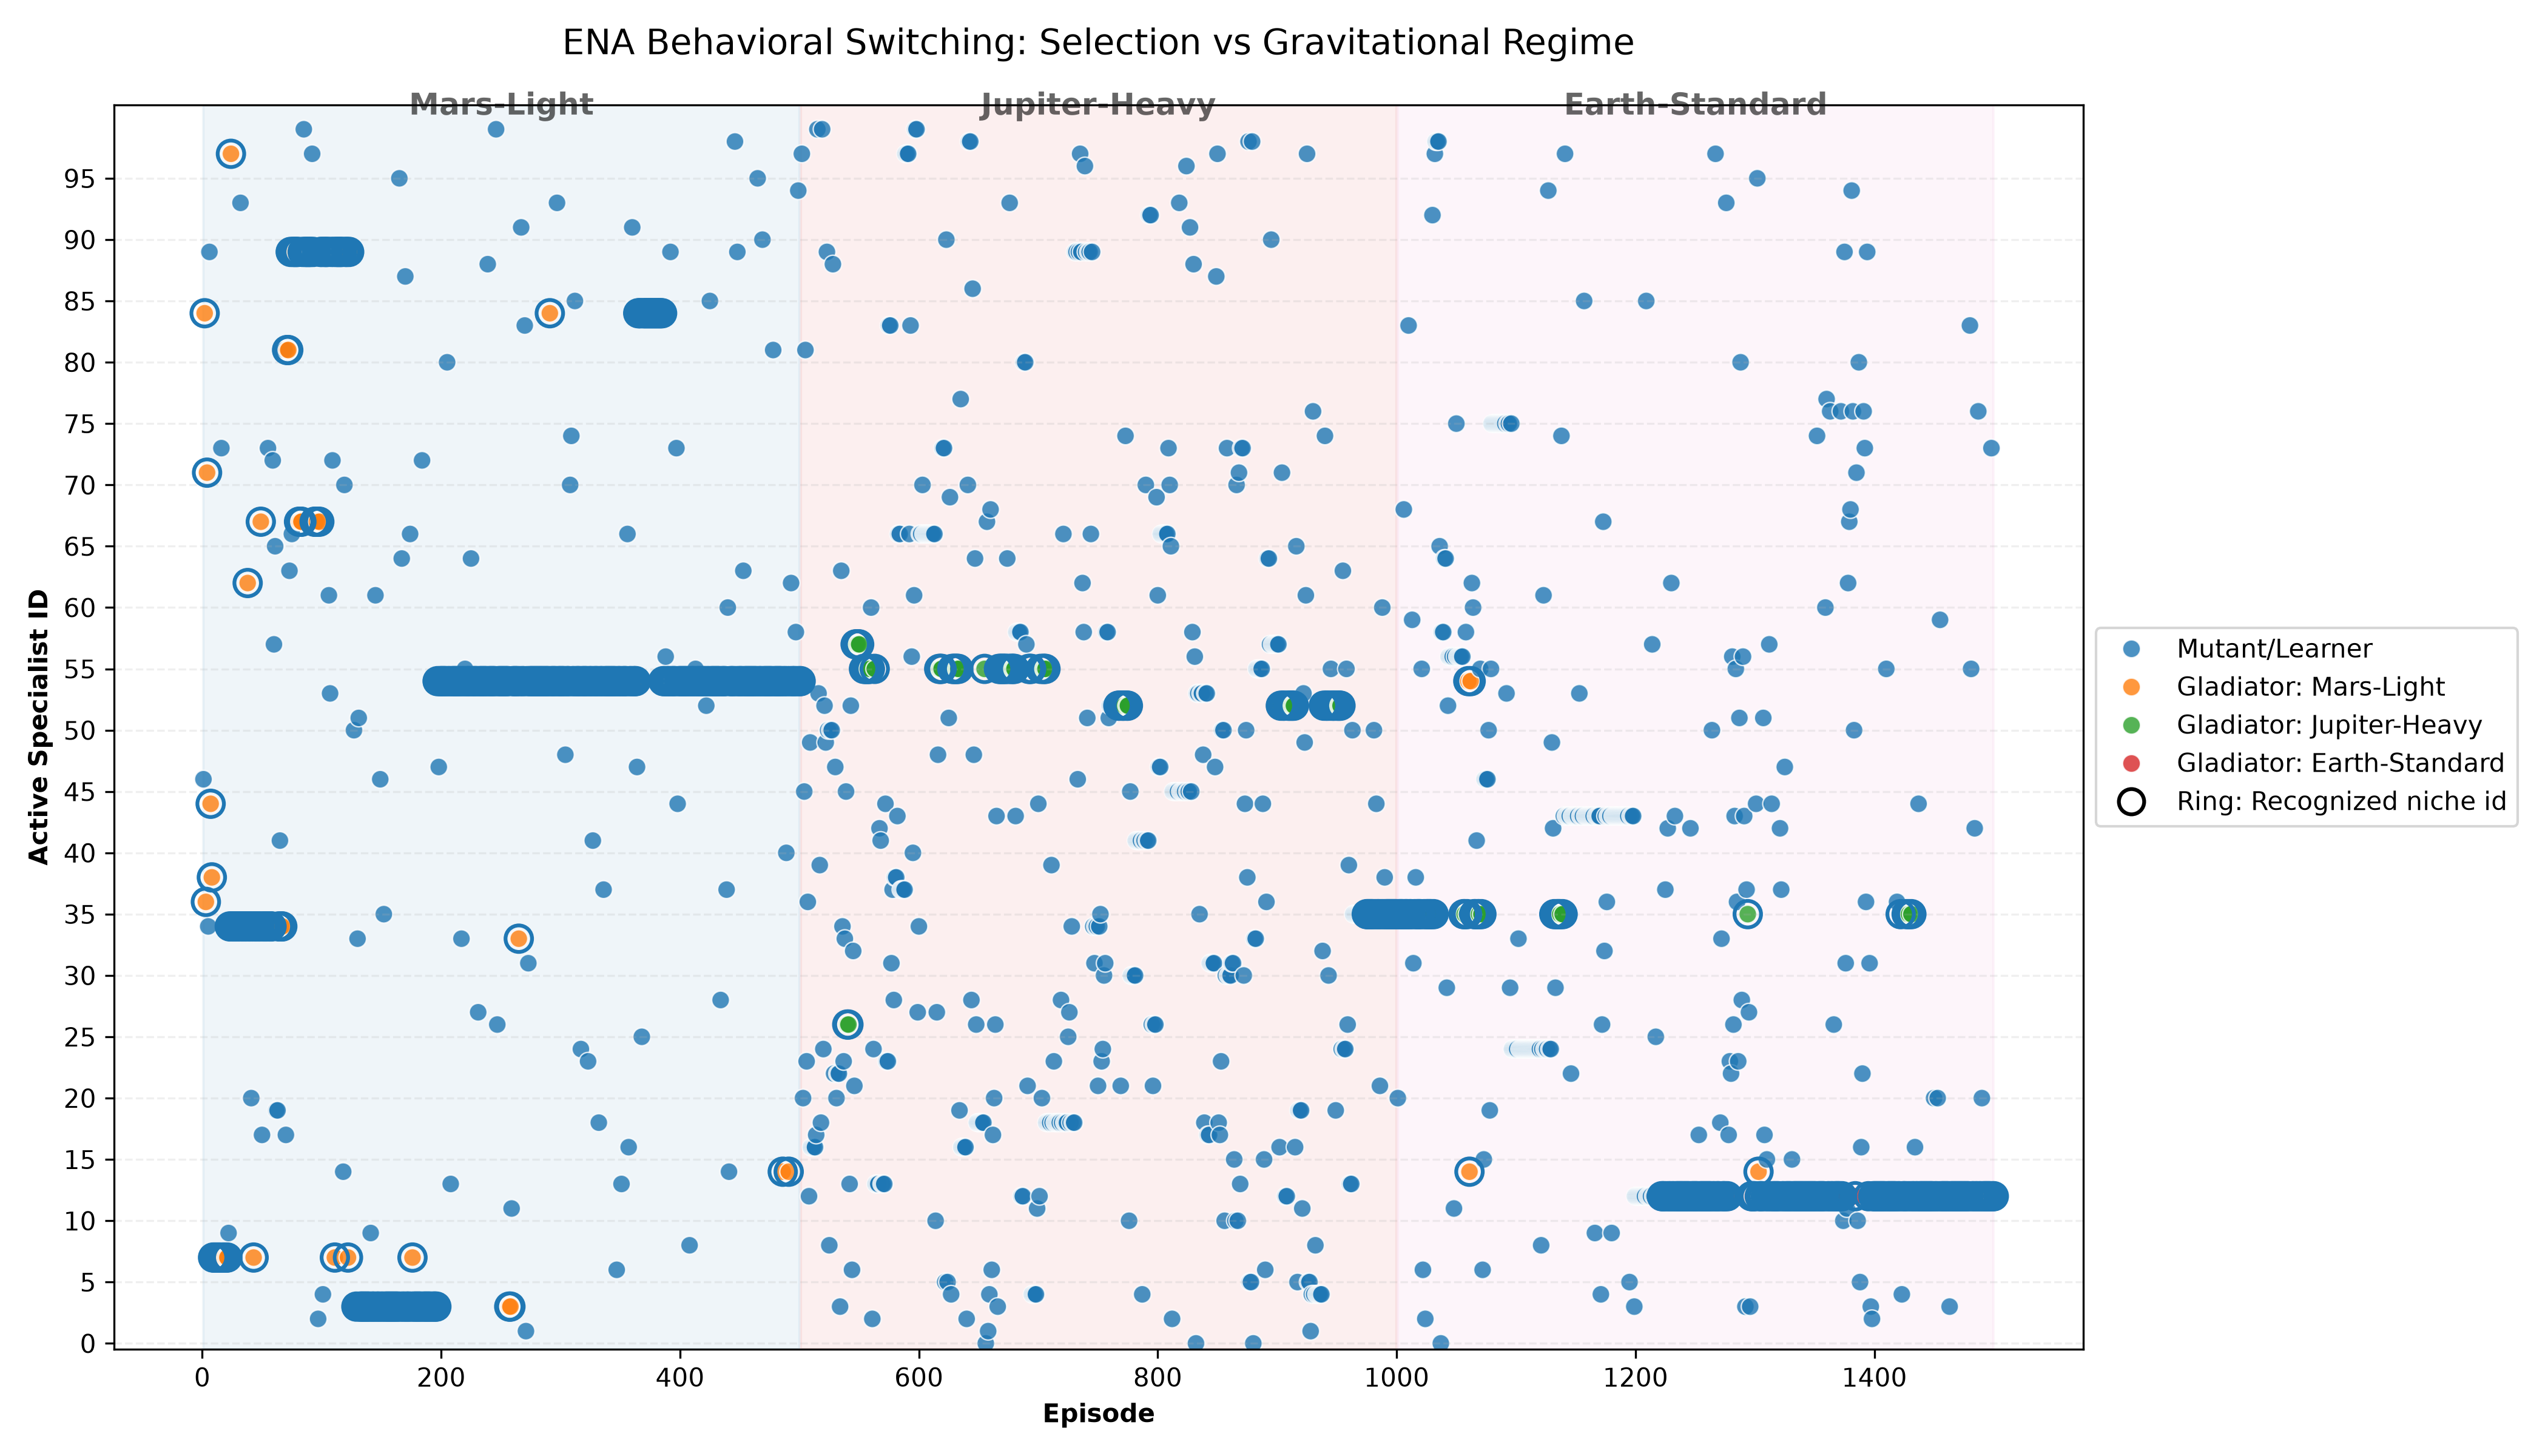 ENA Behavioral Switching: Selection vs Gravitational Regime
Mars-Light
Jupiter-Heavy
Earth-Standard
Active Specialist ID
95
90
85
80
75
70
65
60
55
50
45
40
35
30
25
20
15
10
5
0
0
200
400
600
800
1000
1200
1400
Episode
Mutant/Learner
Gladiator: Mars-Light
Gladiator: Jupiter-Heavy
Gladiator: Earth-Standard
Ring: Recognized niche id